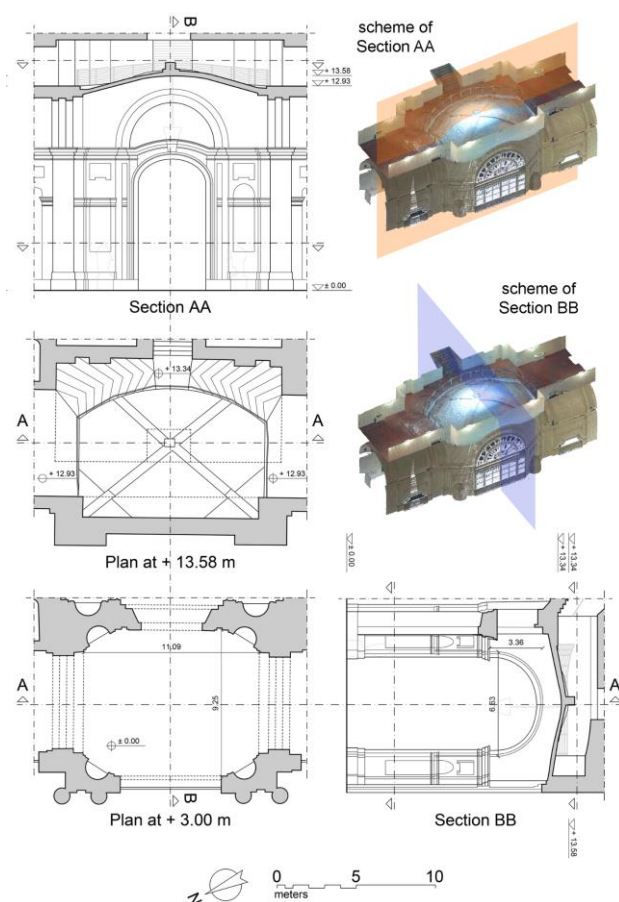 B
scheme of
Section AA
+ 13.58
+ 12.93
± 0.00
Section AA
scheme of
Section BB
+ 13.34
A
A
+ 12.93
+ 12.93
Plan at + 13.58 m
± 0.00
+ 13.34
+ 13.34
11.09
3.36
A
A
9.25
6.63
± 0.00
B
Plan at + 3.00 m
Section BB
+ 13.58
N
0 5 10
meters